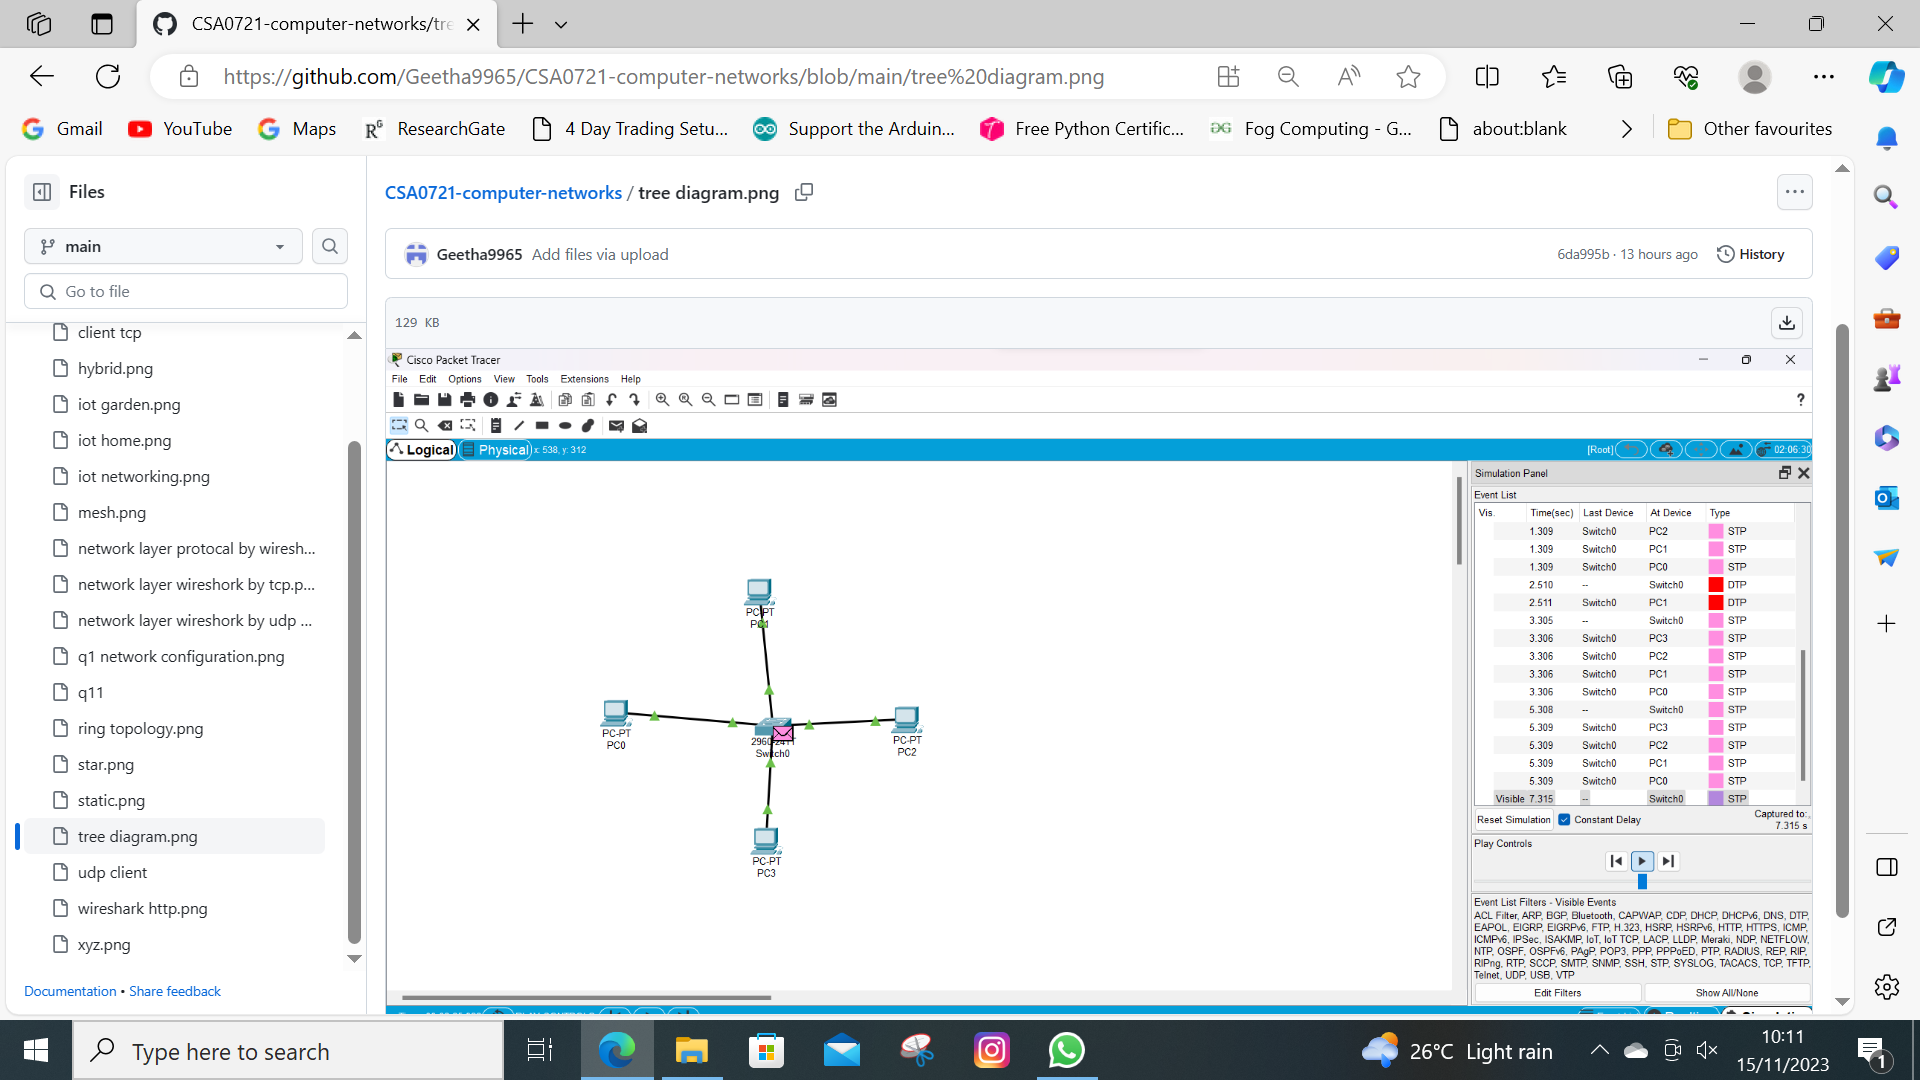 CSA0721-computer-networks/tre
https://github.com/Geetha9965/CSA0721-computer-networks/blob/main/tree%20diagram.png
Gmail YouTube Maps ResearchGate 4 Day Trading Setu... Support the Arduin... Free Python Certific... Fog Computing - G... about:blank Other favourites
Files
main
Go to file
client tcp
hybrid.png
iot garden.png
iot home.png
iot networking.png
mesh.png
network layer protocal by wiresh...
network layer wireshork by tcp.p...
network layer wireshork by udp ...
q1 network configuration.png
q11
ring topology.png
star.png
static.png
tree diagram.png
udp client
wireshark http.png
xyz.png
Documentation • Share feedback
CSA0721-computer-networks / tree diagram.png
Geetha9965 Add files via upload 6da995b · 13 hours ago History
129 KB
Cisco Packet Tracer
File Edit Options View Tools Extensions Help
Logical Physical x: 538, y: 312 [Root] 02:06:30
PC-PT
PC1
PC-PT
PC0
Switch0
PC-PT
PC2
PC-PT
PC3
Simulation Panel
Event List
Vis. Time(sec) Last Device At Device Type
1.309 Switch0 PC2 STP
1.309 Switch0 PC1 STP
1.309 Switch0 PC0 STP
2.510 -- Switch0 DTP
2.511 Switch0 PC1 DTP
3.305 -- Switch0 STP
3.306 Switch0 PC3 STP
3.306 Switch0 PC2 STP
3.306 Switch0 PC1 STP
3.306 Switch0 PC0 STP
5.308 -- Switch0 STP
5.309 Switch0 PC3 STP
5.309 Switch0 PC2 STP
5.309 Switch0 PC1 STP
5.309 Switch0 PC0 STP
Visible 7.315 -- Switch0 STP
Reset Simulation Constant Delay Captured to:
7.315 s
Play Controls
Event List Filters - Visible Events
ACL Filter, ARP, BGP, Bluetooth, CAPWAP, CDP, DHCP, DHCPv6, DNS, DTP,
EAPOL, EIGRP, EIGRPv6, FTP, H.323, HSRP, HSRPv6, HTTP, HTTPS, ICMP,
ICMPv6, IPSec, ISAKMP, IoT, IoT TCP, LACP, LLDP, Meraki, NDP, NETFLOW,
NTP, OSPF, OSPFv6, PAgP, POP3, PPP, PPPoED, PTP, RADIUS, REP, RIP,
RIPng, RTP, SCCP, SMTP, SNMP, SSH, STP, SYSLOG, TACACS, TCP, TFTP,
Telnet, UDP, USB, VTP
Edit Filters Show All/None
Type here to search
26°C Light rain
10:11
15/11/2023
1